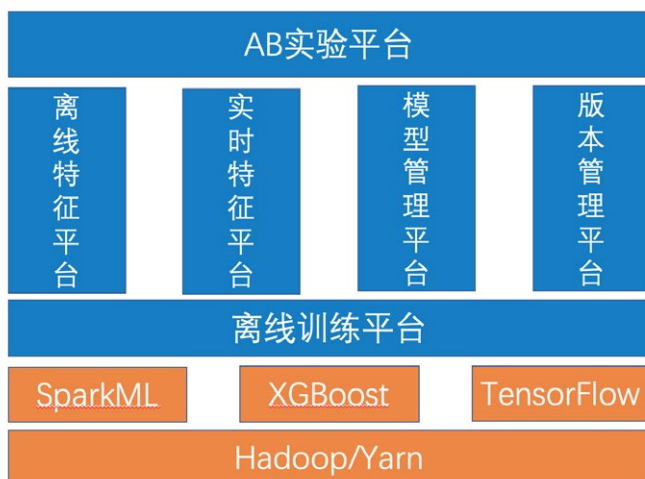 AB实验平台
离线特征平台
实时特征平台
模型管理平台
版本管理平台
离线训练平台
SparkML
XGBoost
TensorFlow
Hadoop/Yarn